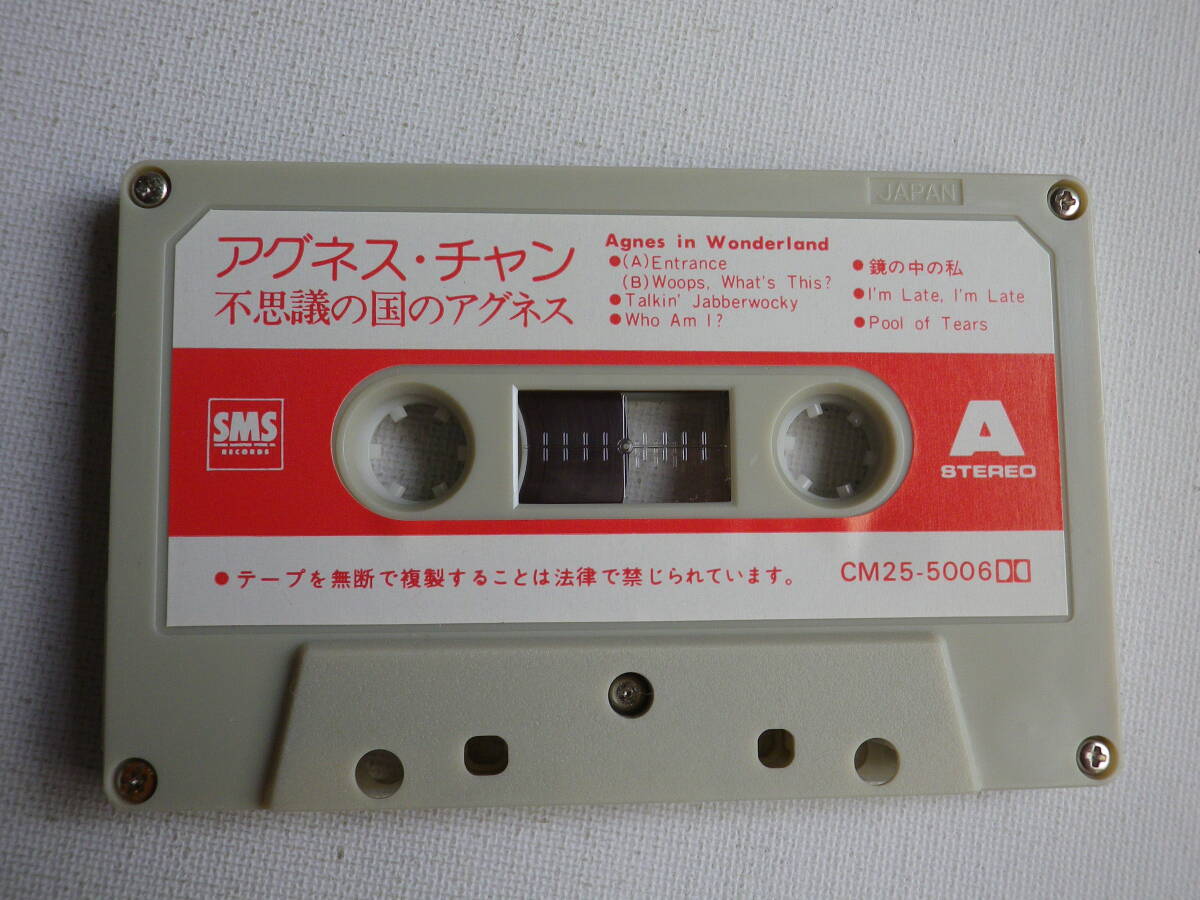 JAPAN
アグネス・チャン
不思議の国のアグネス
Agnes in Wonderland
●(A)Entrance
(B)Woops, What's This?
●Talkin' Jabberwocky
●Who Am I?
●鏡の中の私
●I'm Late, I'm Late
●Pool of Tears
SMS
RECORDS
A
STEREO
●テープを無断で複製することは法律で禁じられています。
CM25-5006